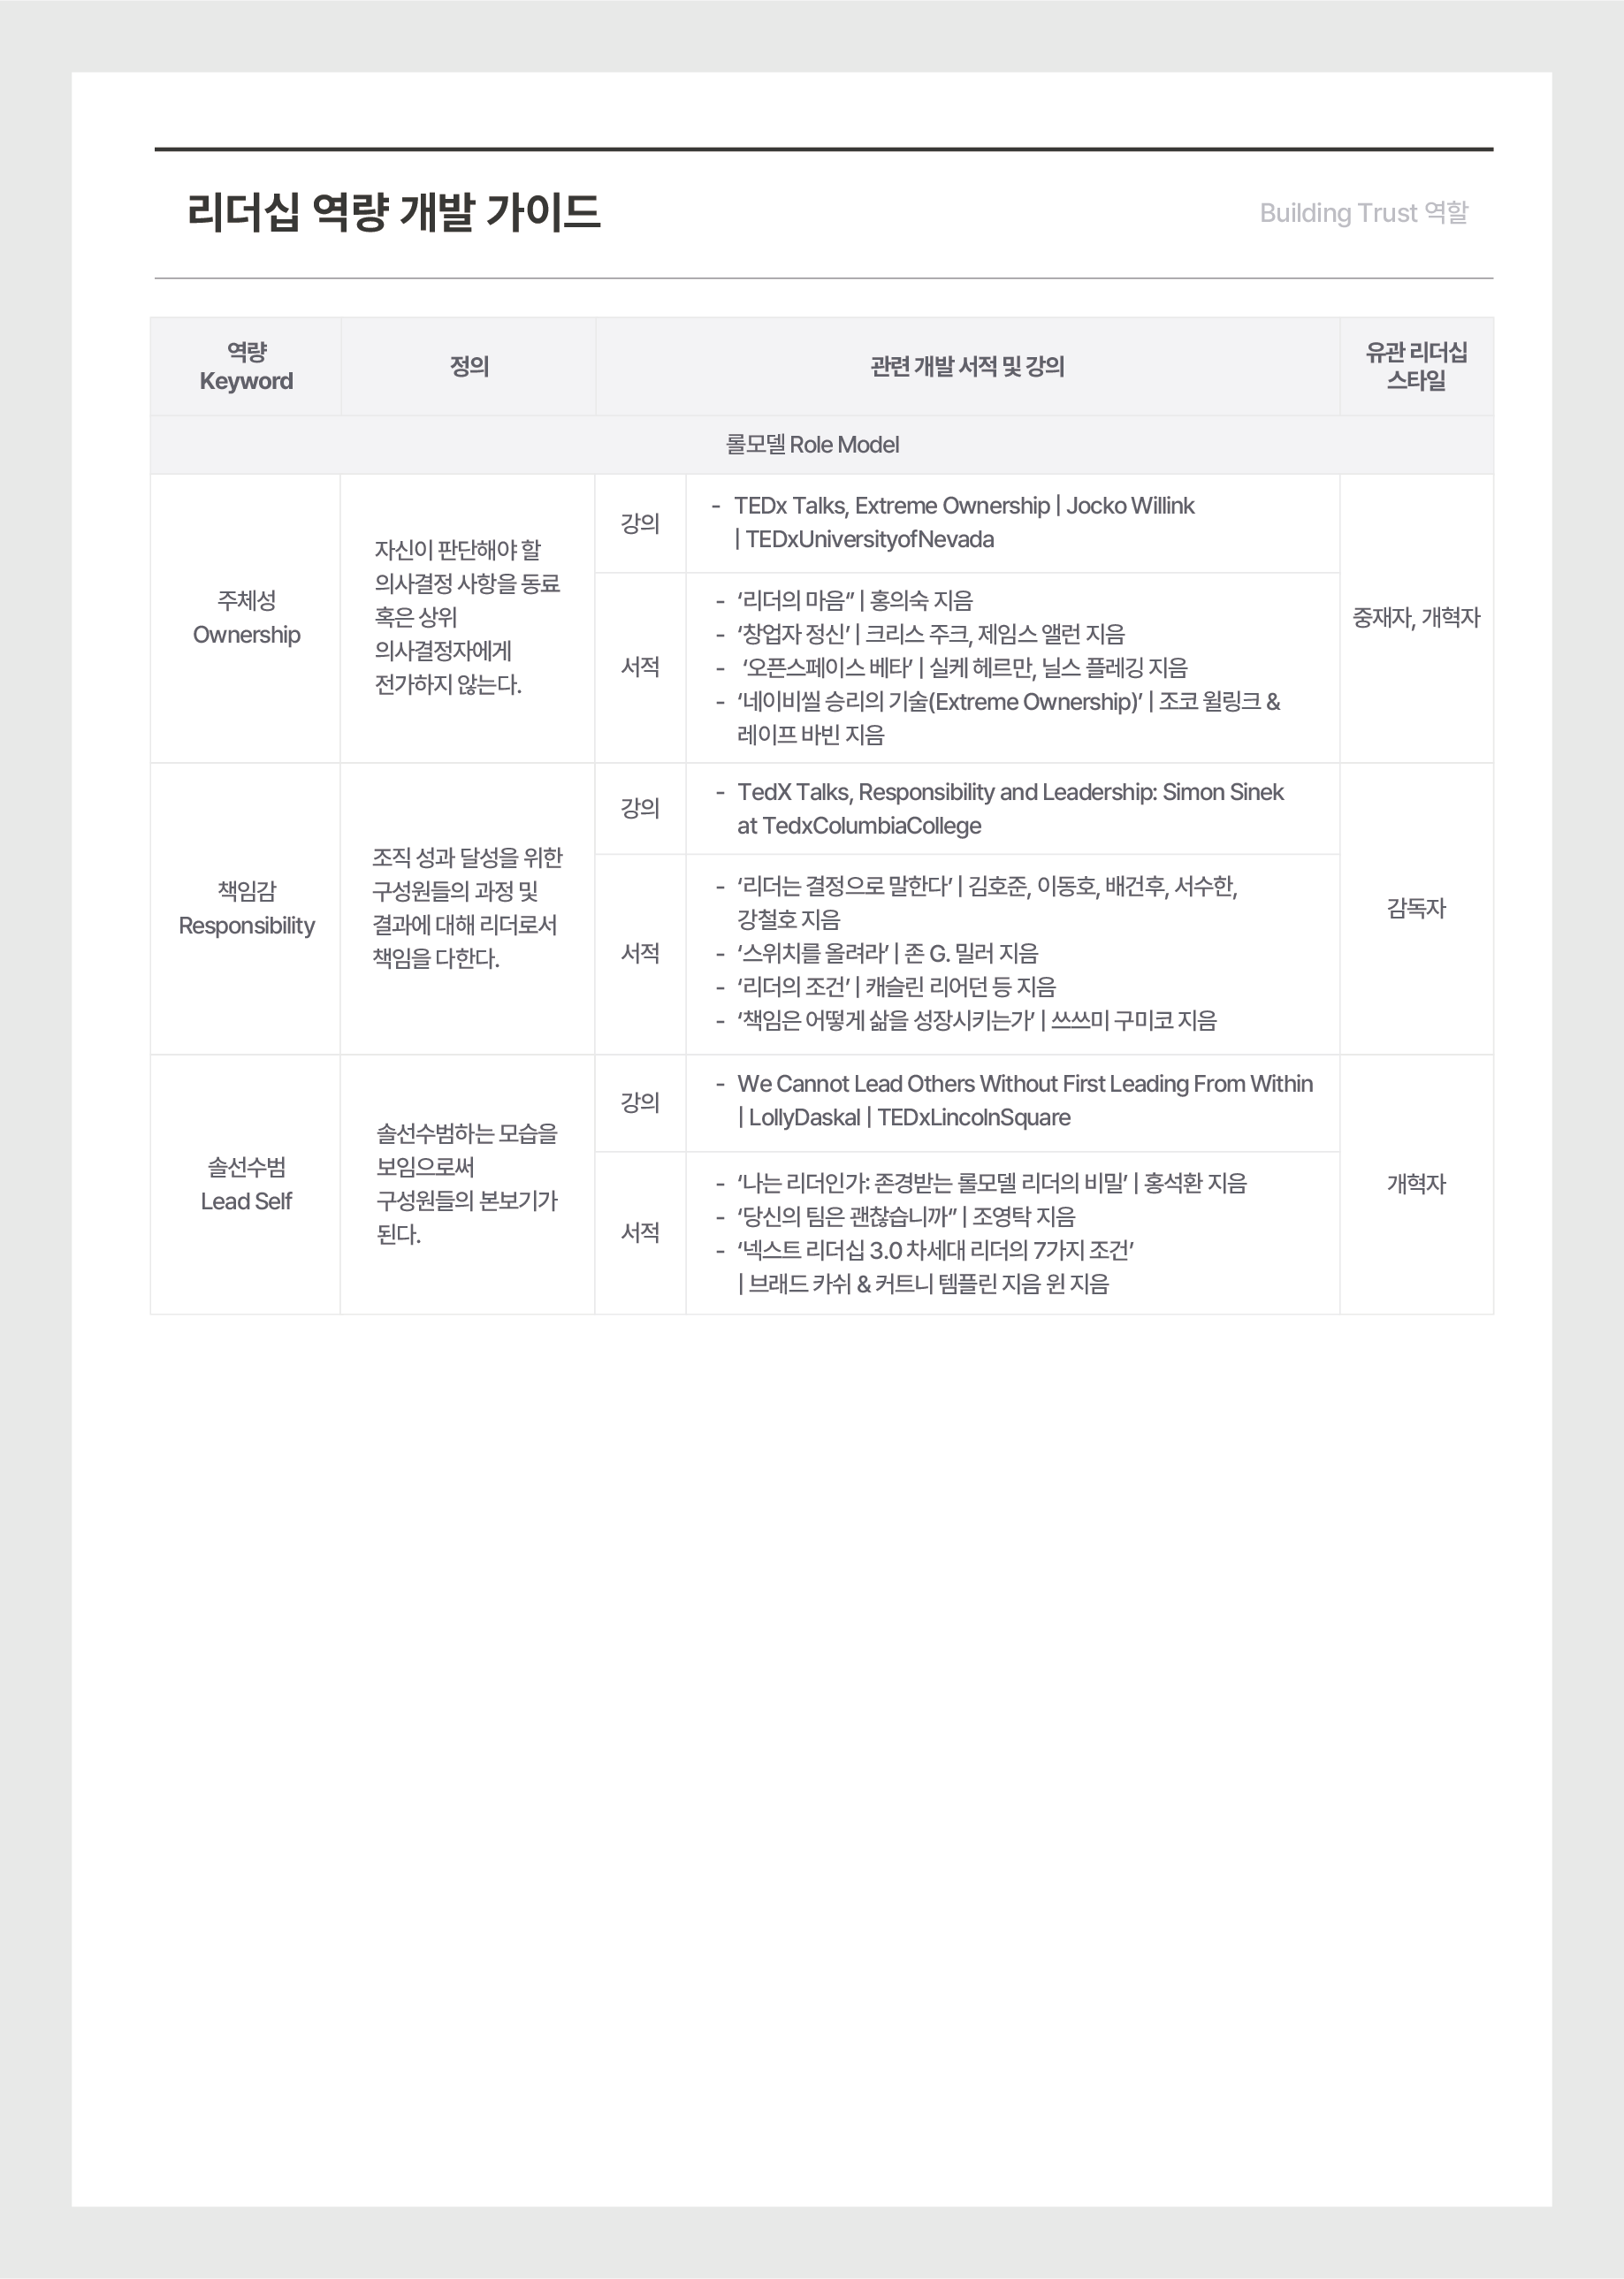 리더십 역량 개발 가이드
Building Trust 역할
역량
Keyword
정의
관련 개발 서적 및 강의
유관 리더십
스타일
롤모델 Role Model
주체성
Ownership
자신이 판단해야 할
의사결정 사항을 동료
혹은 상위
의사결정자에게
전가하지 않는다.
강의
- TEDx Talks, Extreme Ownership | Jocko Willink
| TEDxUniversityofNevada
서적
- ‘리더의 마음” | 홍의숙 지음
- ‘창업자 정신’ | 크리스 주크, 제임스 앨런 지음
- ‘오픈스페이스 베타’ | 실케 헤르만, 닐스 플레깅 지음
- ‘네이비씰 승리의 기술(Extreme Ownership)’ | 조코 윌링크 &
레이프 바빈 지음
중재자, 개혁자
책임감
Responsibility
조직 성과 달성을 위한
구성원들의 과정 및
결과에 대해 리더로서
책임을 다한다.
강의
- TedX Talks, Responsibility and Leadership: Simon Sinek
at TedxColumbiaCollege
서적
- ‘리더는 결정으로 말한다’ | 김호준, 이동호, 배건후, 서수한,
강철호 지음
- ‘스위치를 올려라’ | 존 G. 밀러 지음
- ‘리더의 조건’ | 캐슬린 리어던 등 지음
- ‘책임은 어떻게 삶을 성장시키는가’ | 쓰쓰미 구미코 지음
감독자
솔선수범
Lead Self
솔선수범하는 모습을
보임으로써
구성원들의 본보기가
된다.
강의
- We Cannot Lead Others Without First Leading From Within
| LollyDaskal | TEDxLincolnSquare
서적
- ‘나는 리더인가: 존경받는 롤모델 리더의 비밀’ | 홍석환 지음
- ‘당신의 팀은 괜찮습니까” | 조영탁 지음
- ‘넥스트 리더십 3.0 차세대 리더의 7가지 조건’
| 브래드 카쉬 & 커트니 템플린 지음 윈 지음
개혁자